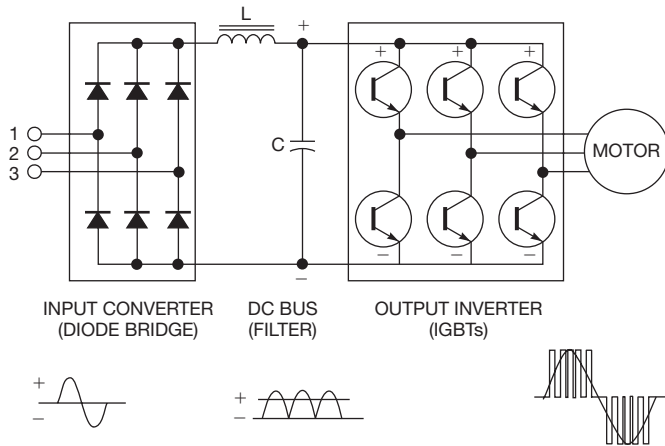 L
+
+ + +
C
1
2
3
MOTOR
− − −
−
INPUT CONVERTER
(DIODE BRIDGE)
DC BUS
(FILTER)
OUTPUT INVERTER
(IGBTs)
+
−
+
−
+
−